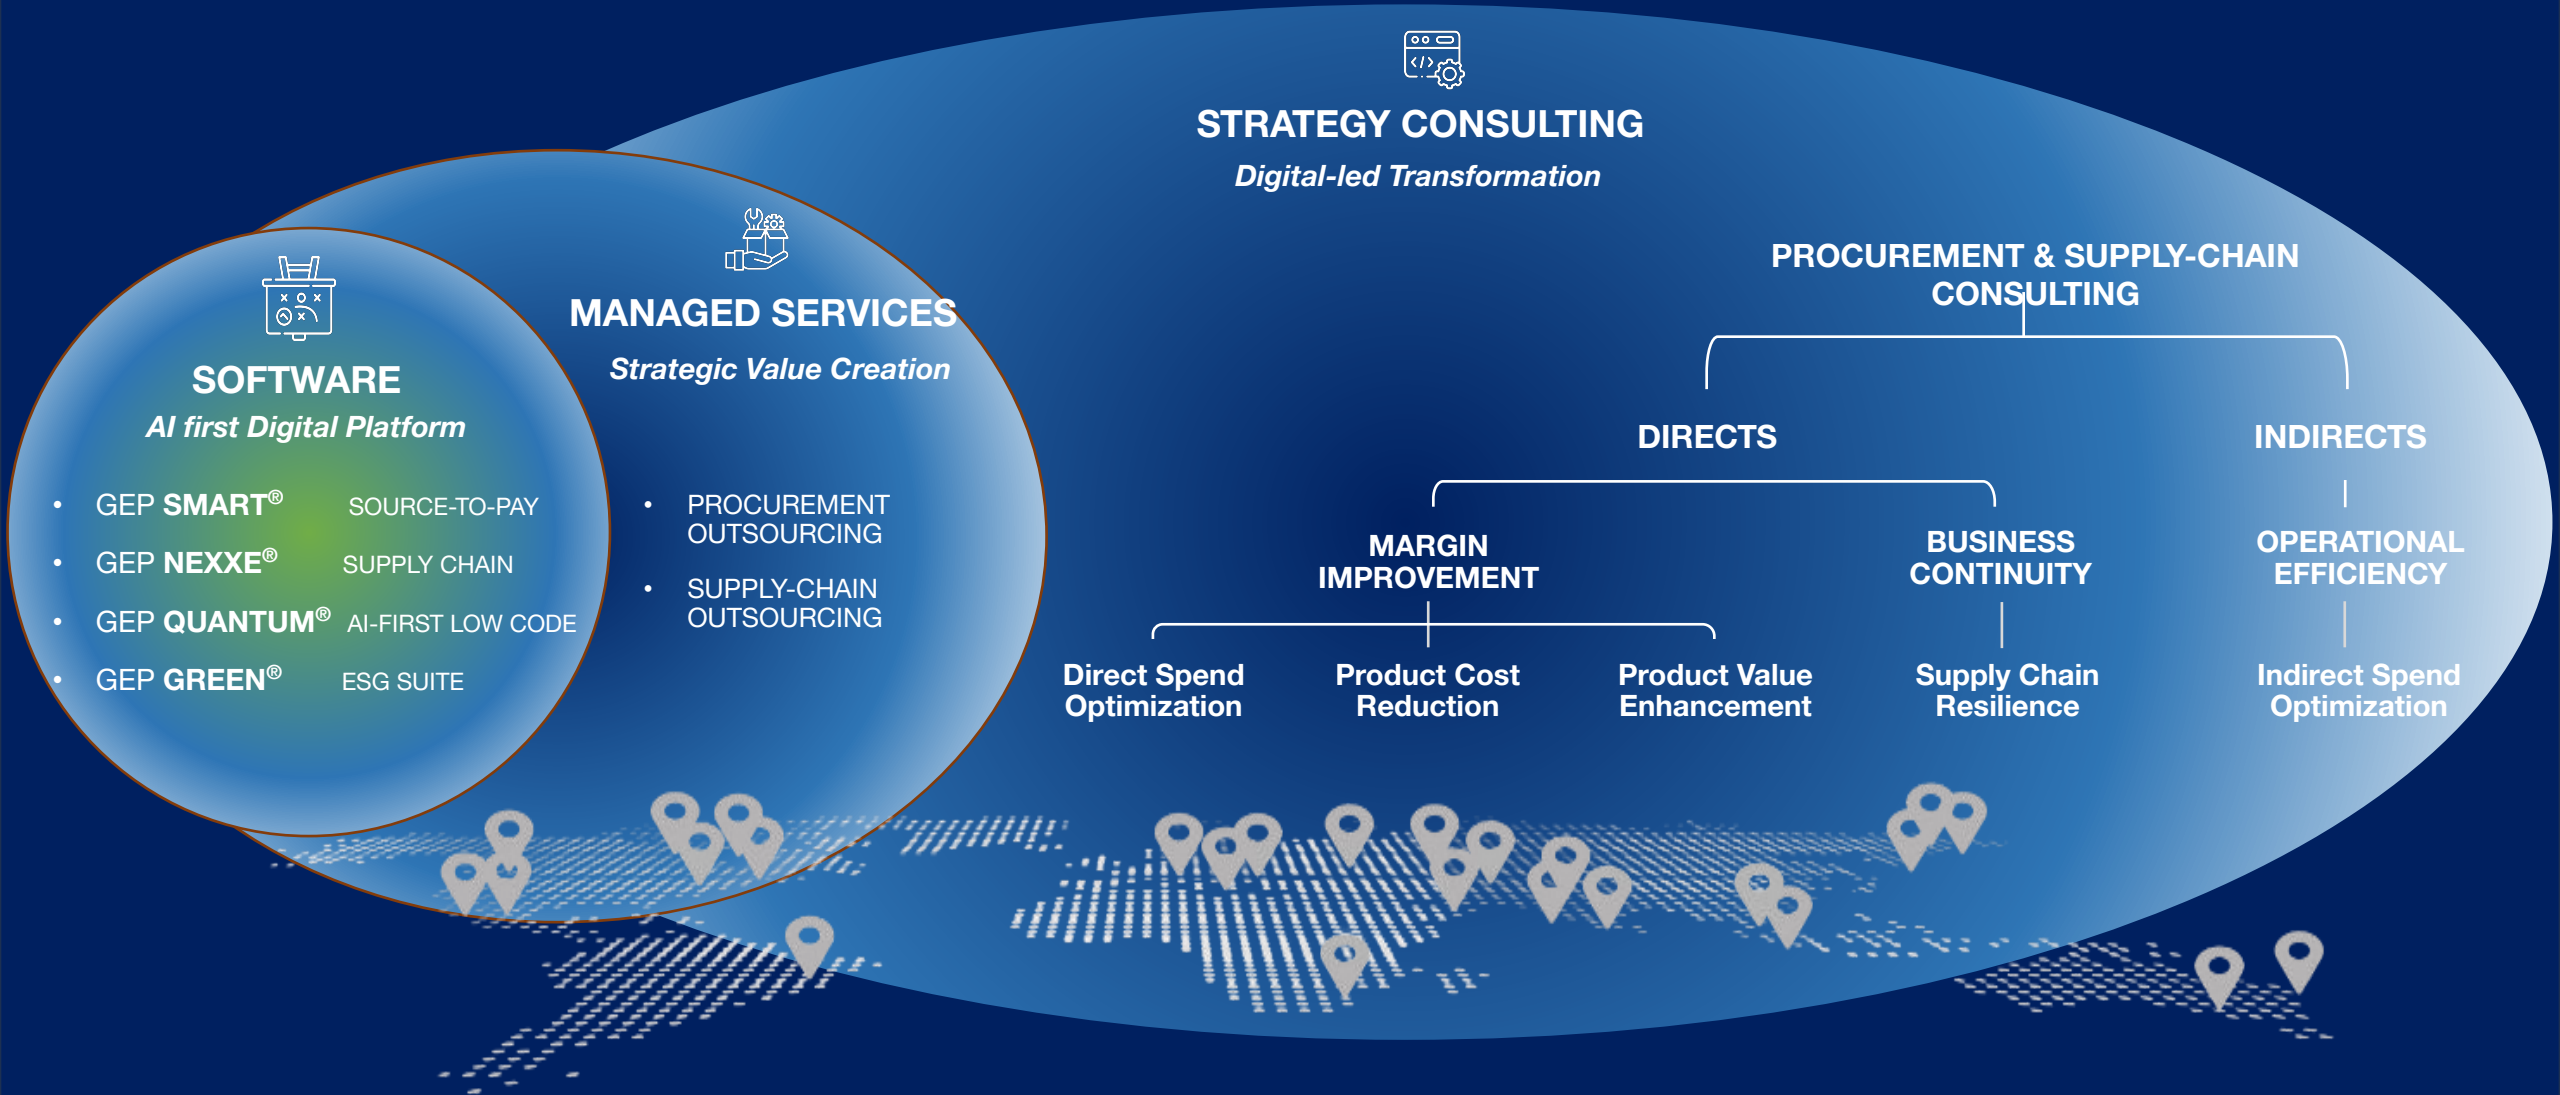 STRATEGY CONSULTING
Digital-led Transformation
MANAGED SERVICES
Strategic Value Creation
• PROCUREMENT
OUTSOURCING
• SUPPLY-CHAIN
OUTSOURCING
SOFTWARE
AI first Digital Platform
• GEP SMART® SOURCE-TO-PAY
• GEP NEXXE® SUPPLY CHAIN
• GEP QUANTUM® AI-FIRST LOW CODE
• GEP GREEN® ESG SUITE
PROCUREMENT & SUPPLY-CHAIN
CONSULTING
DIRECTS
INDIRECTS
MARGIN
IMPROVEMENT
BUSINESS
CONTINUITY
OPERATIONAL
EFFICIENCY
Direct Spend
Optimization
Product Cost
Reduction
Product Value
Enhancement
Supply Chain
Resilience
Indirect Spend
Optimization